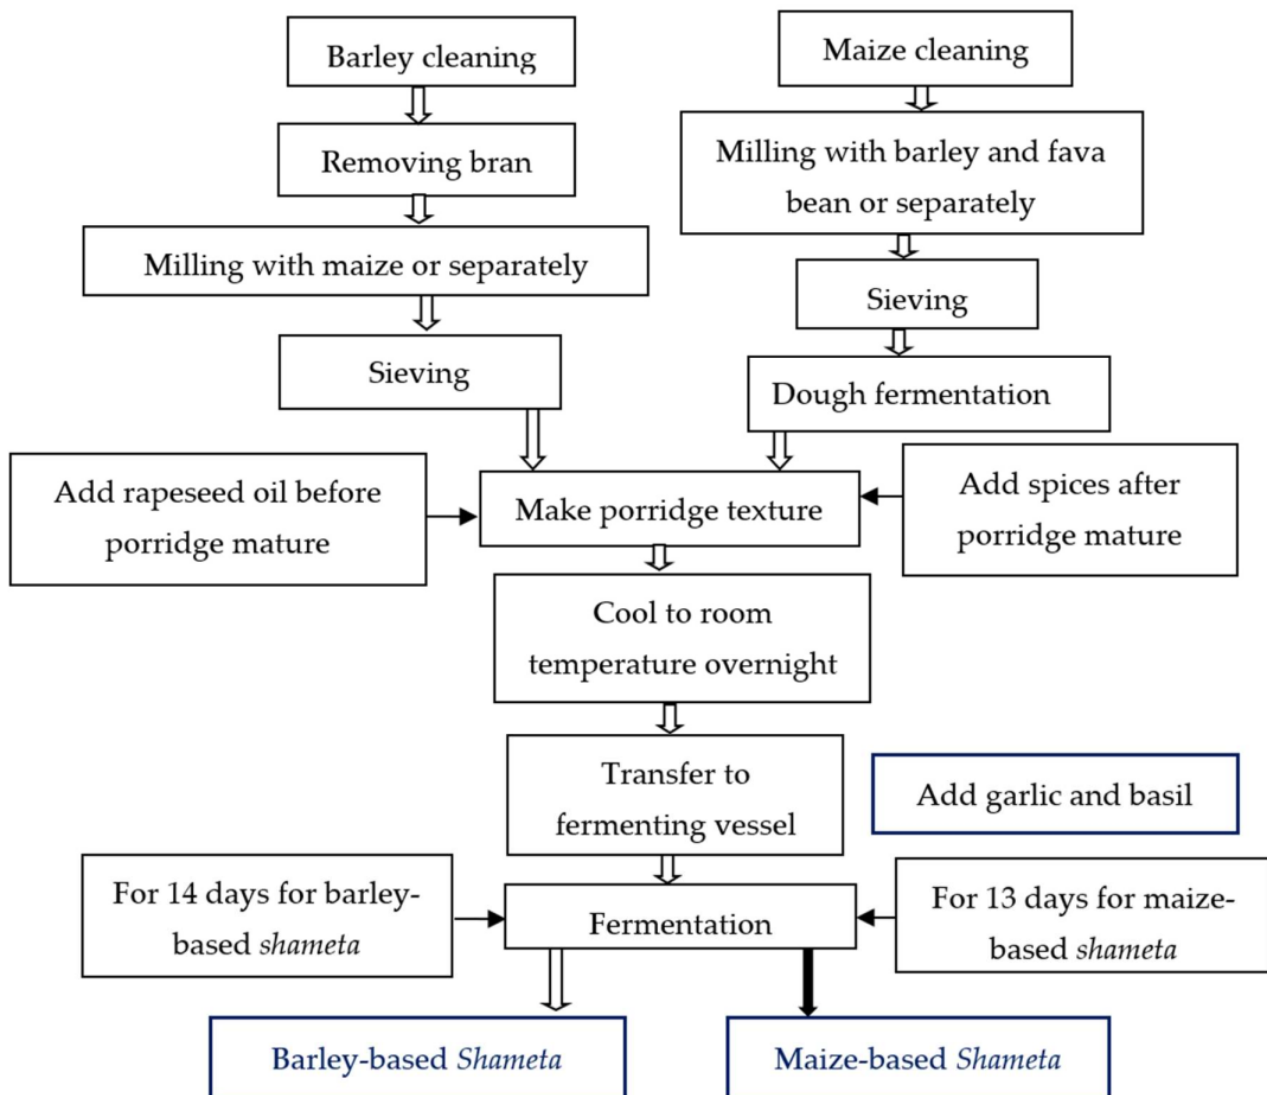 Barley cleaning
Maize cleaning
Removing bran
Milling with barley and fava
bean or separately
Milling with maize or separately
Sieving
Sieving
Dough fermentation
Add rapeseed oil before
porridge mature
Make porridge texture
Add spices after
porridge mature
Cool to room
temperature overnight
Transfer to
fermenting vessel
Add garlic and basil
For 14 days for barley-
based shameta
Fermentation
For 13 days for maize-
based shameta
Barley-based Shameta
Maize-based Shameta